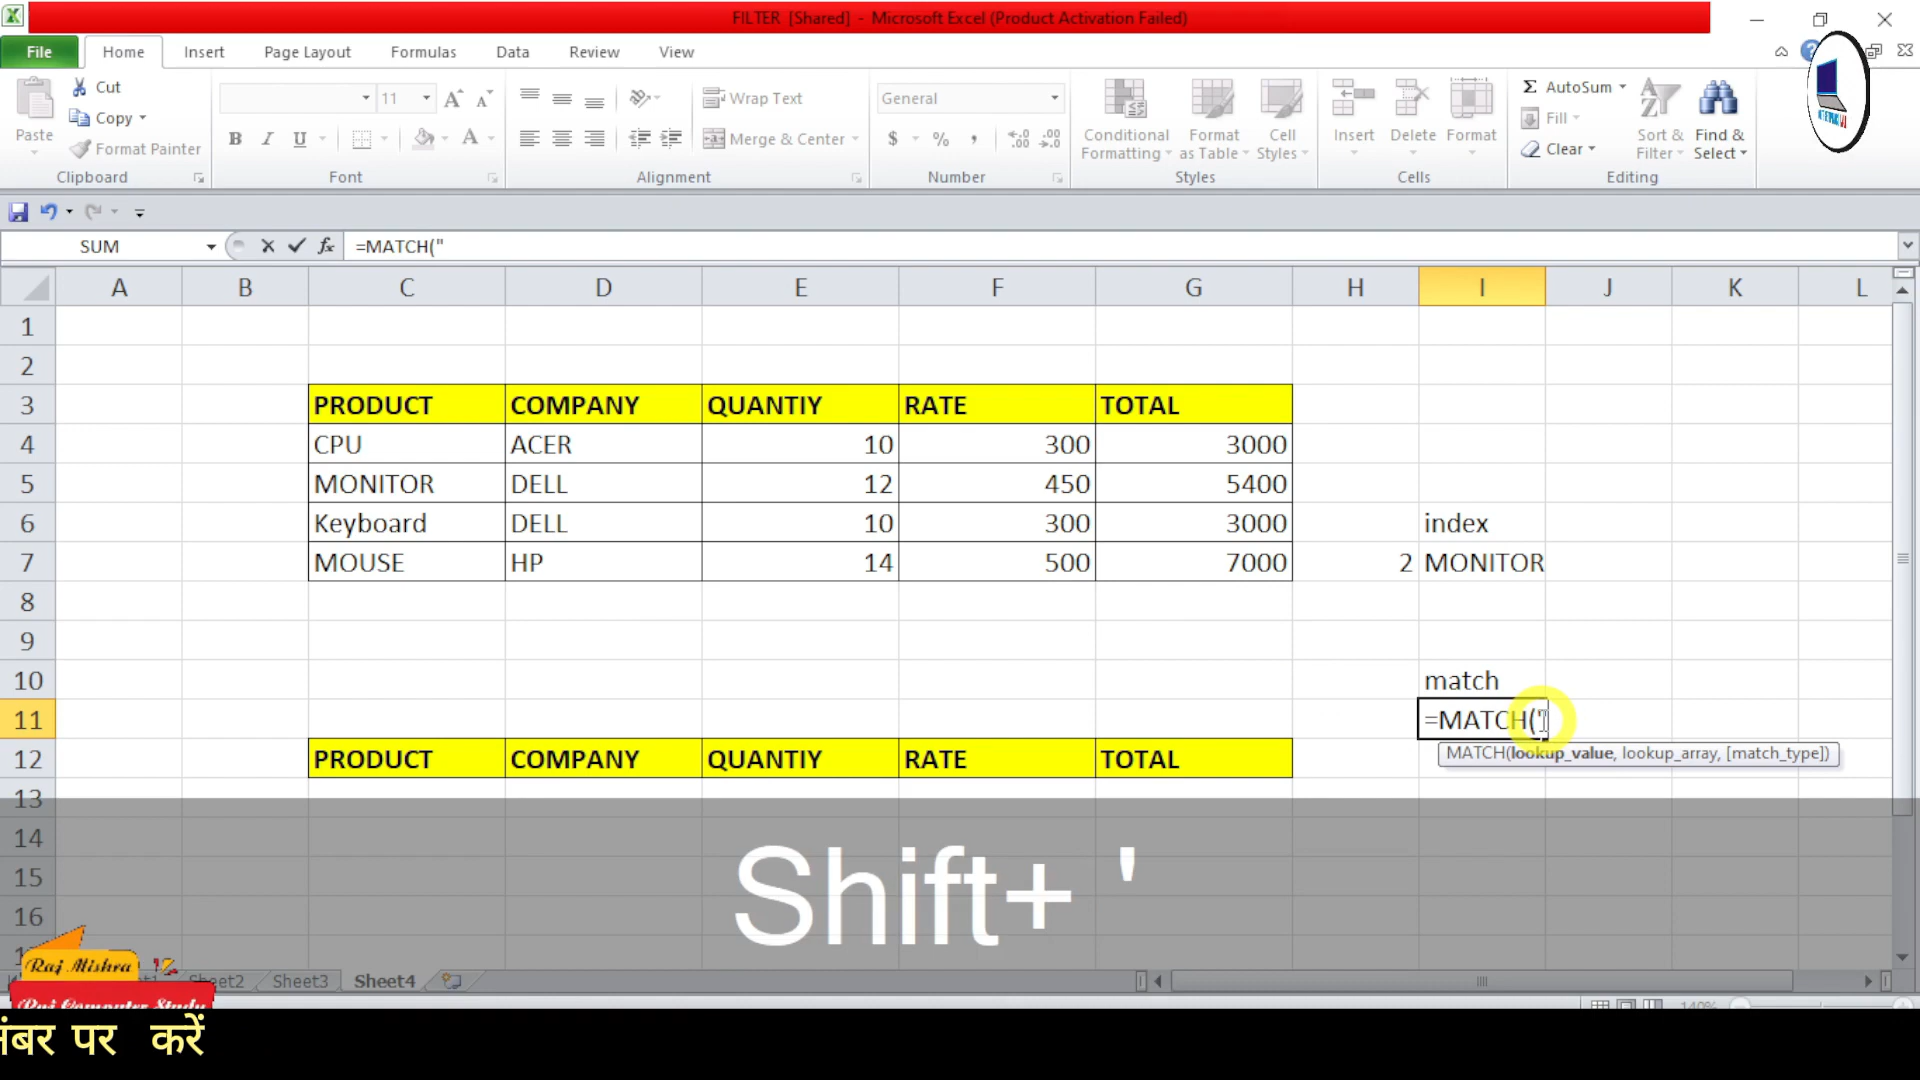 FILTER [Shared] - Microsoft Excel (Product Activation Failed)
File Home Insert Page Layout Formulas Data Review View
Cut
Copy
Format Painter
Paste
Clipboard
11
B I U
Font
Wrap Text
Merge & Center
Alignment
General
$ % ,
Number
Conditional Formatting
Format as Table
Cell Styles
Styles
Insert Delete Format
Cells
Σ AutoSum
Fill
Clear
Sort & Filter
Find & Select
Editing
SUM fx =MATCH("
A B C D E F G H I J K L
1
2
3 PRODUCT COMPANY QUANTIY RATE TOTAL
4 CPU ACER 10 300 3000
5 MONITOR DELL 12 450 5400
6 Keyboard DELL 10 300 3000 index
7 MOUSE HP 14 500 7000 2 MONITOR
8
9
10 match
11 =MATCH("
MATCH(lookup_value, lookup_array, [match_type])
12 PRODUCT COMPANY QUANTIY RATE TOTAL
13
14
15
16
Shift+ '
Raj Mishra
Raj Computer Study
Sheet2 Sheet3 Sheet4
140%
पर करें